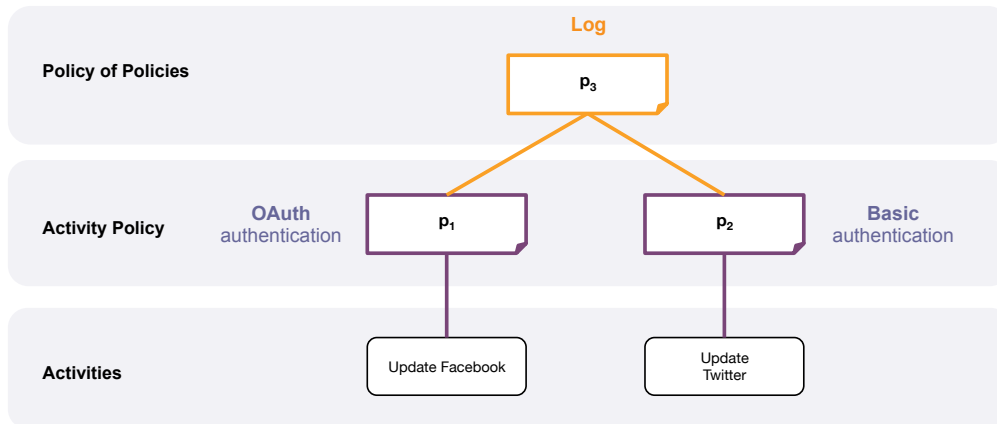 Log
Policy of Policies
p3
OAuth
authentication
Activity Policy
p1
p2
Basic
authentication
Activities
Update Facebook
Update
Twitter